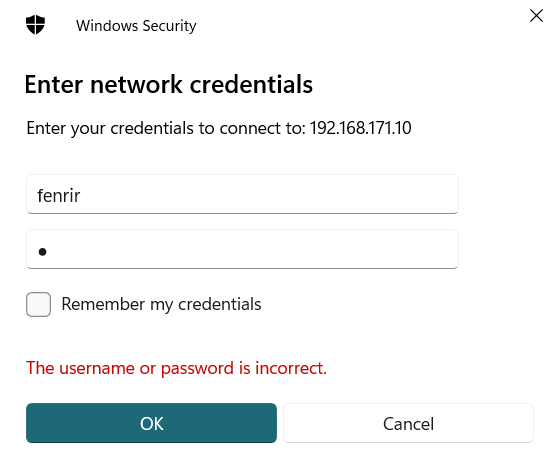 Windows Security
Enter network credentials
Enter your credentials to connect to: 192.168.171.10
fenrir
●
Remember my credentials
The username or password is incorrect.
OK
Cancel